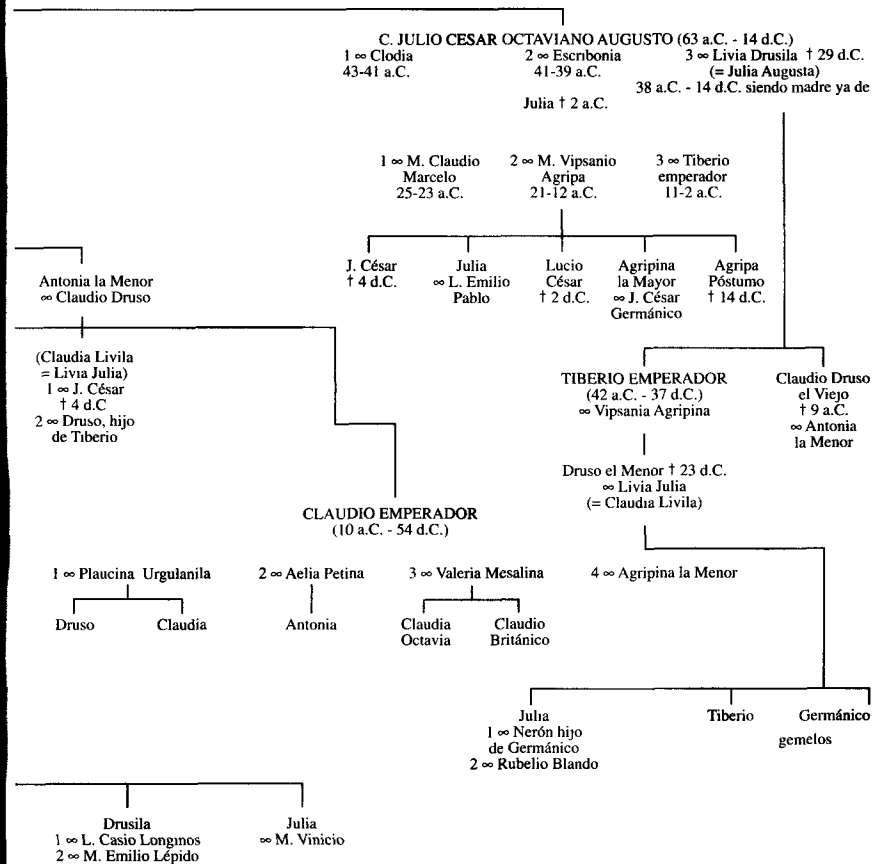 C. JULIO CESAR OCTAVIANO AUGUSTO (63 a.C. - 14 d.C.)
1 ∞ Clodia
43-41 a.C.
2 ∞ Escribonia
41-39 a.C.
Julia † 2 a.C.
3 ∞ Livia Drusila † 29 d.C.
(= Julia Augusta)
38 a.C. - 14 d.C. siendo madre ya de
1 ∞ M. Claudio
Marcelo
25-23 a.C.
2 ∞ M. Vipsanio
Agripa
21-12 a.C.
3 ∞ Tiberio
emperador
11-2 a.C.
J. César
† 4 d.C.
Julia
∞ L. Emilio
Pablo
Lucio
César
† 2 d.C.
Agripina
la Mayor
∞ J. César
Germánico
Agripa
Póstumo
† 14 d.C.
Antonia la Menor
∞ Claudio Druso
(Claudia Livila
= Livia Julia)
1 ∞ J. César
† 4 d.C
2 ∞ Druso, hijo
de Tiberio
TIBERIO EMPERADOR
(42 a.C. - 37 d.C.)
∞ Vipsania Agripina
Claudio Druso
el Viejo
† 9 a.C.
∞ Antonia
la Menor
Druso el Menor † 23 d.C.
∞ Livia Julia
(= Claudia Livila)
CLAUDIO EMPERADOR
(10 a.C. - 54 d.C.)
1 ∞ Plaucina Urgulanila
2 ∞ Aelia Petina
3 ∞ Valeria Mesalina
4 ∞ Agripina la Menor
Druso
Claudia
Antonia
Claudia
Octavia
Claudio
Británico
Julia
1 ∞ Nerón hijo
de Germánico
2 ∞ Rubelio Blando
Tiberio
Germánico
gemelos
Drusila
1 ∞ L. Casio Longinos
2 ∞ M. Emilio Lépido
Julia
∞ M. Vinicio